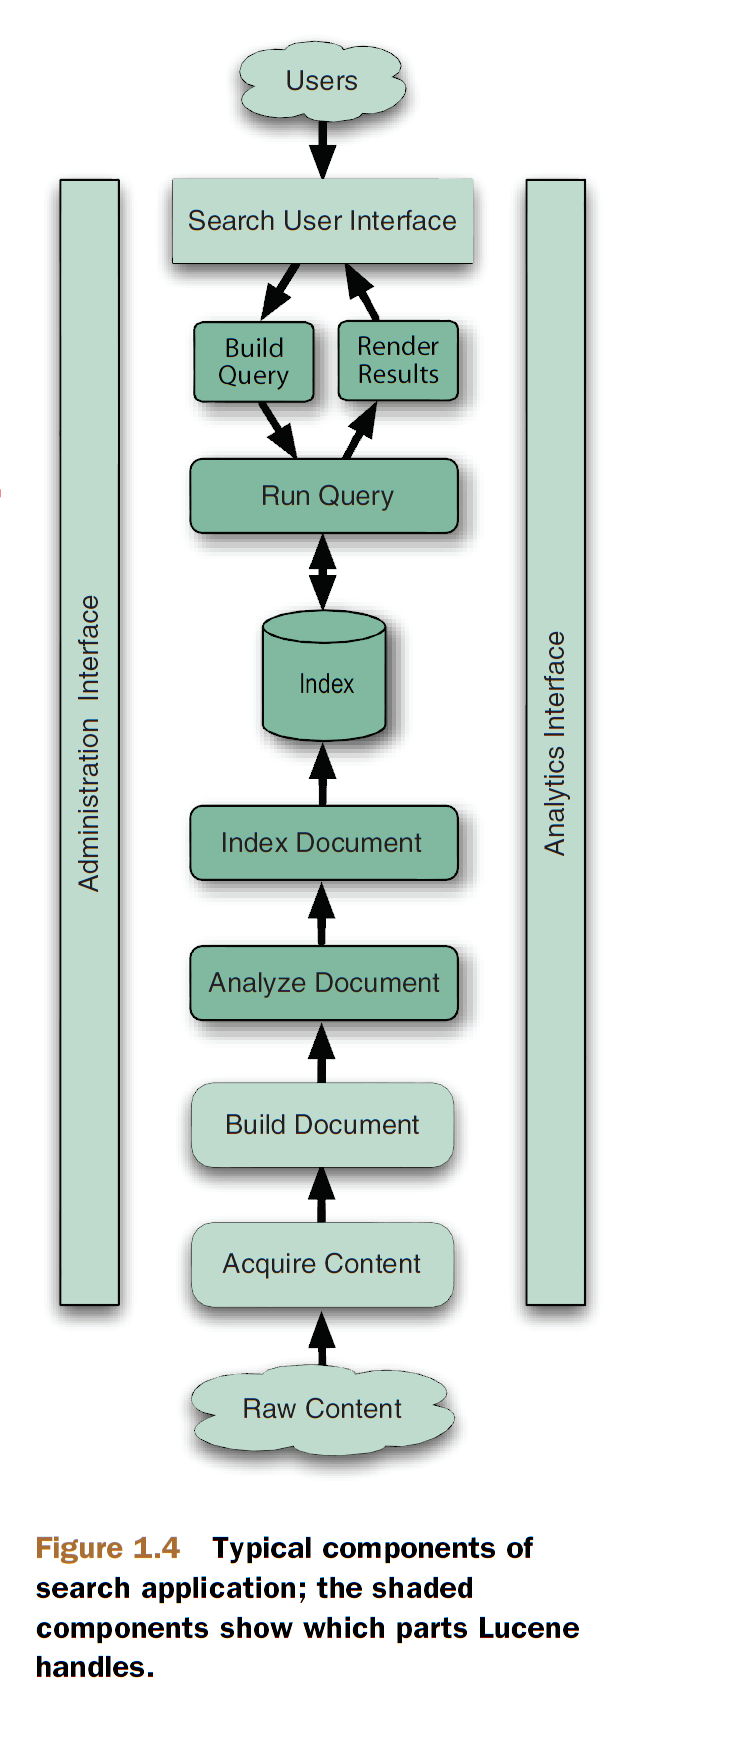 Users
Search User Interface
Build
Query
Render
Results
Run Query
Index
Index Document
Analyze Document
Build Document
Acquire Content
Raw Content
Administration Interface
Analytics Interface
Figure 1.4 Typical components of
search application; the shaded
components show which parts Lucene
handles.